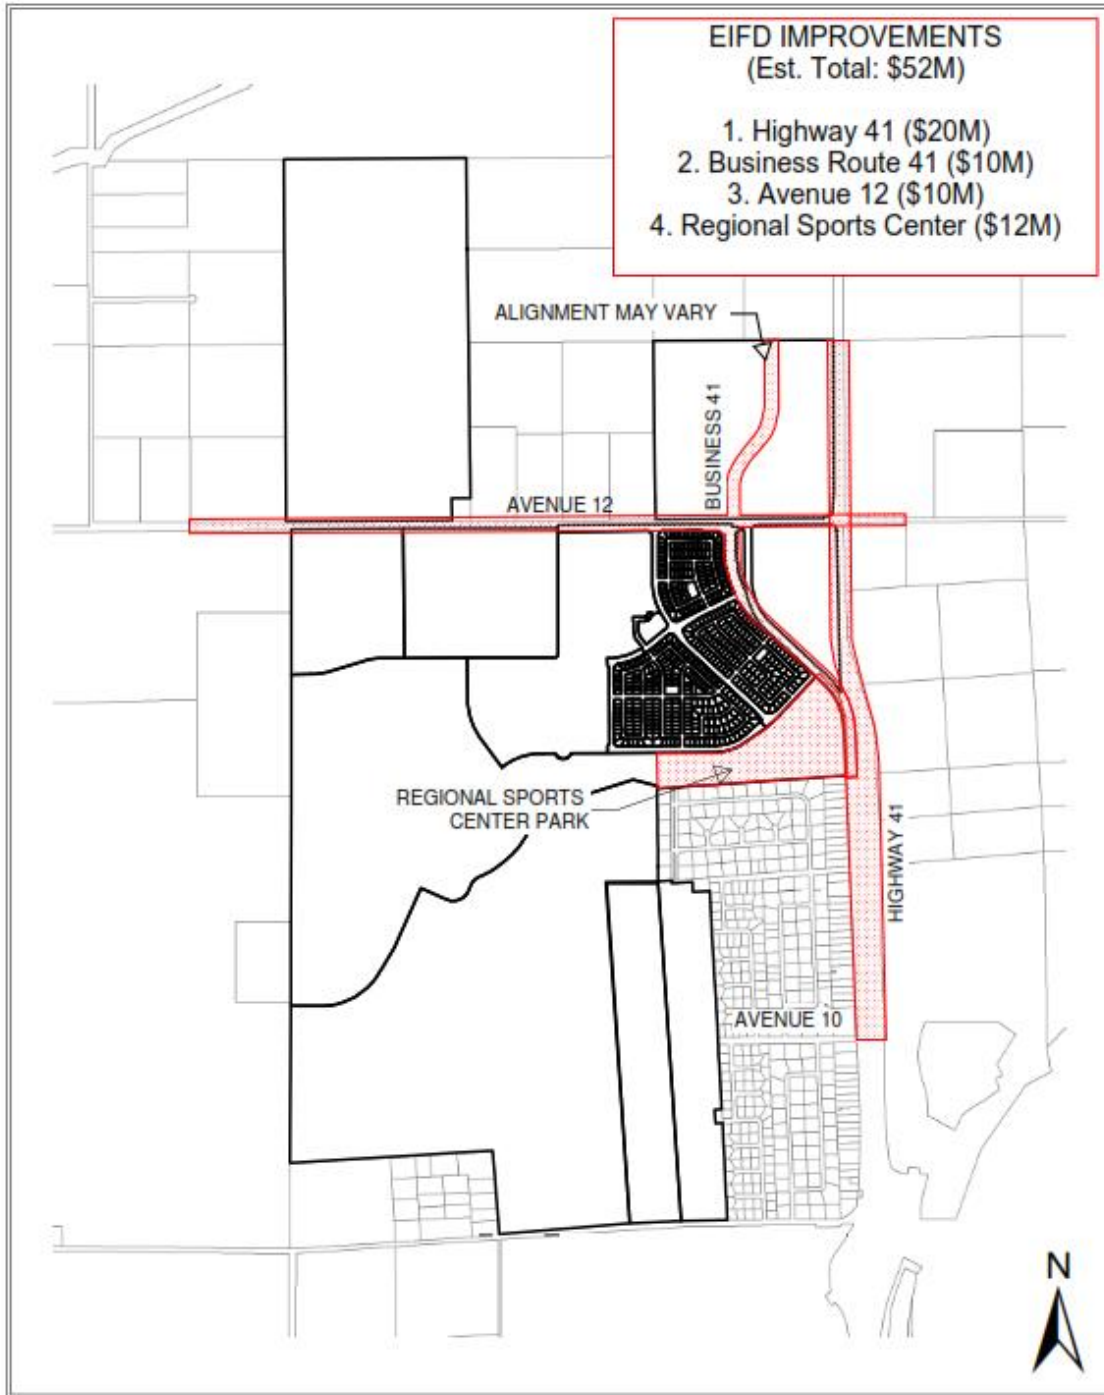 EIFD IMPROVEMENTS
(Est. Total: $52M)
1. Highway 41 ($20M)
2. Business Route 41 ($10M)
3. Avenue 12 ($10M)
4. Regional Sports Center ($12M)
ALIGNMENT MAY VARY
BUSINESS 41
AVENUE 12
REGIONAL SPORTS
CENTER PARK
HIGHWAY 41
AVENUE 10
N